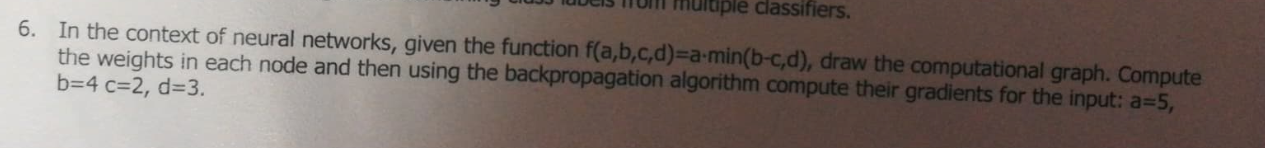 labels from multiple classifiers.
6. In the context of neural networks, given the function f(a,b,c,d)=a·min(b-c,d), draw the computational graph. Compute
the weights in each node and then using the backpropagation algorithm compute their gradients for the input: a=5,
b=4 c=2, d=3.